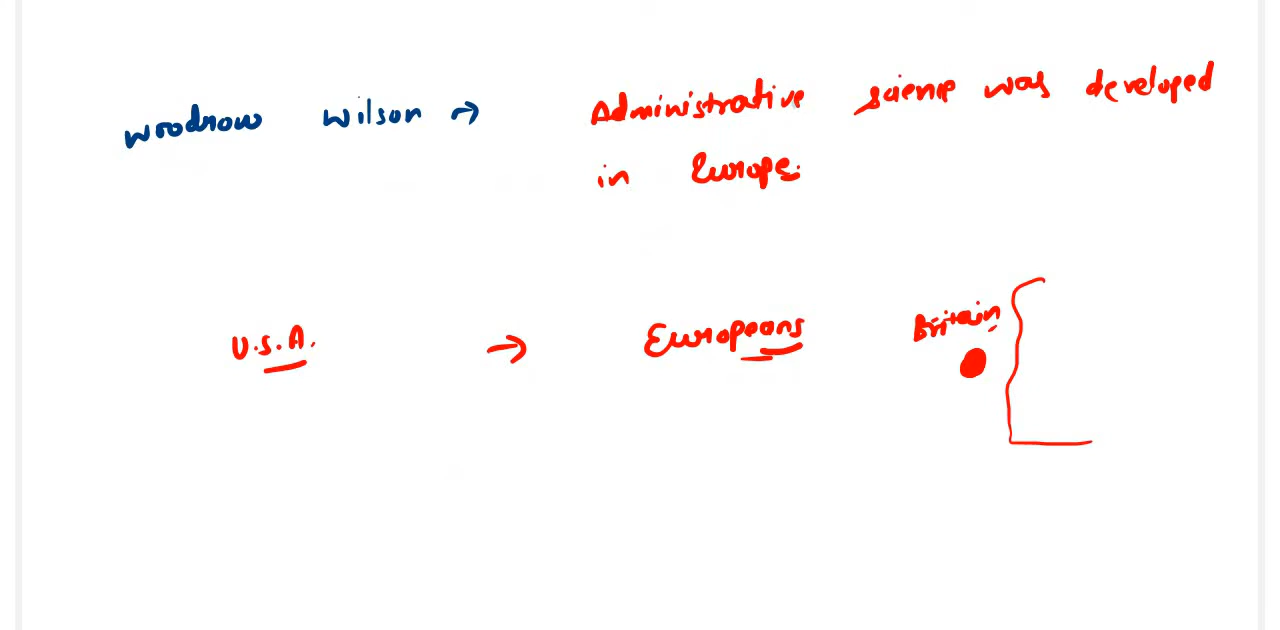 woodrow wilson → Administrative science was developed
in Europe.
U.S.A. → Europeans Britain